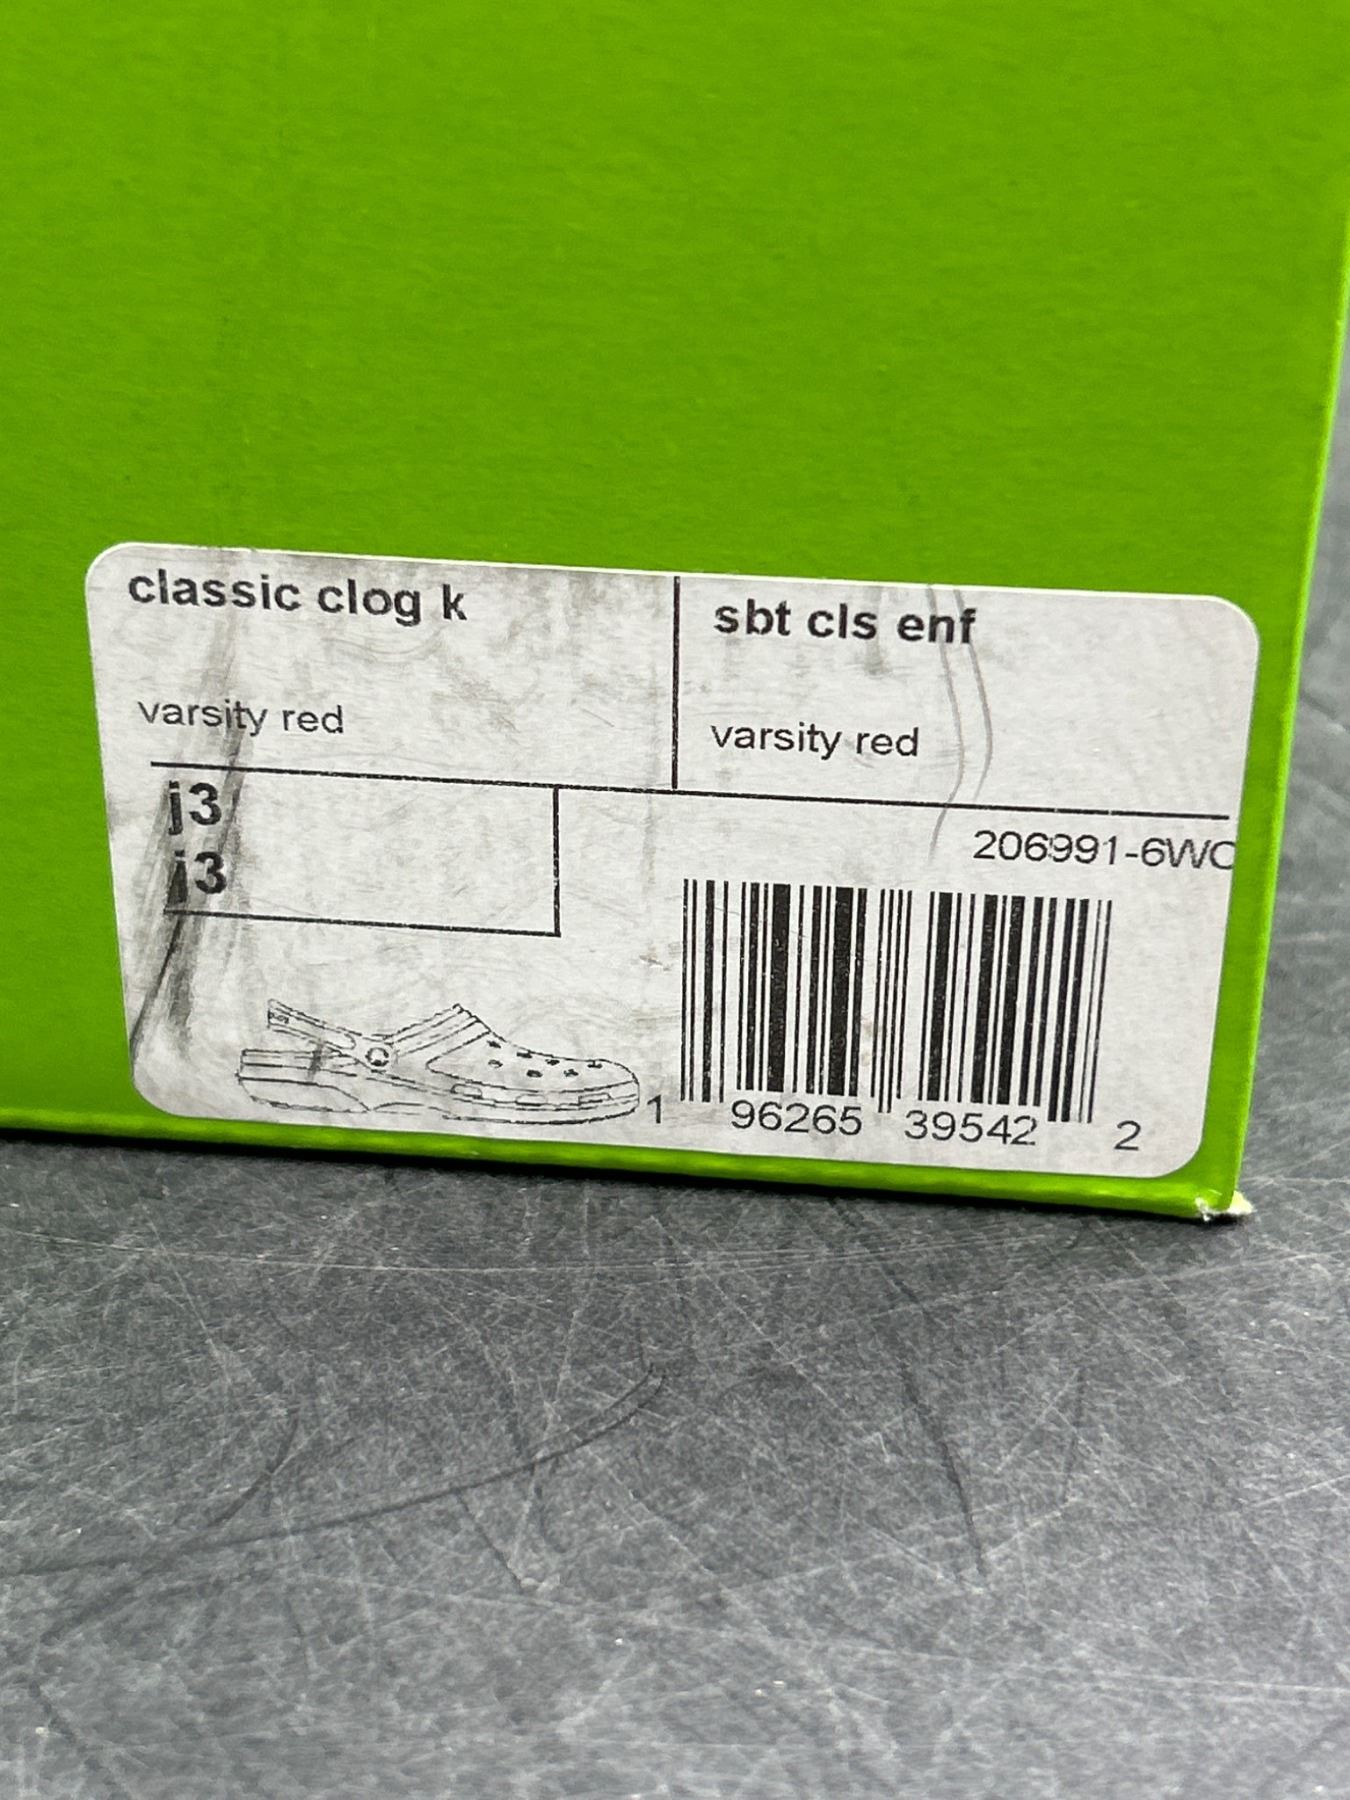 classic clog k
sbt cls enf
varsity red
varsity red
j3
j3
206991-6WC
1 96265 39542 2